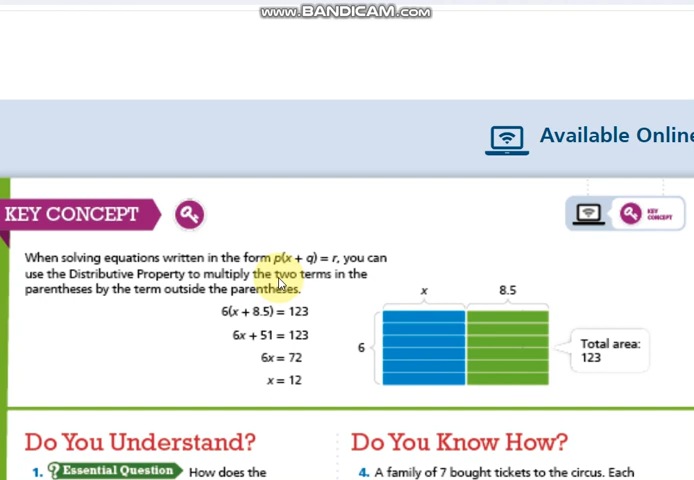 www.BANDICAM.com
Available Online
KEY CONCEPT
KEY
CONCEPT
When solving equations written in the form p(x + q) = r, you can
use the Distributive Property to multiply the two terms in the
parentheses by the term outside the parentheses.
6(x + 8.5) = 123
6x + 51 = 123
6x = 72
x = 12
x 8.5
6
Total area:
123
Do You Understand?
1. ? Essential Question How does the
Do You Know How?
4. A family of 7 bought tickets to the circus. Each